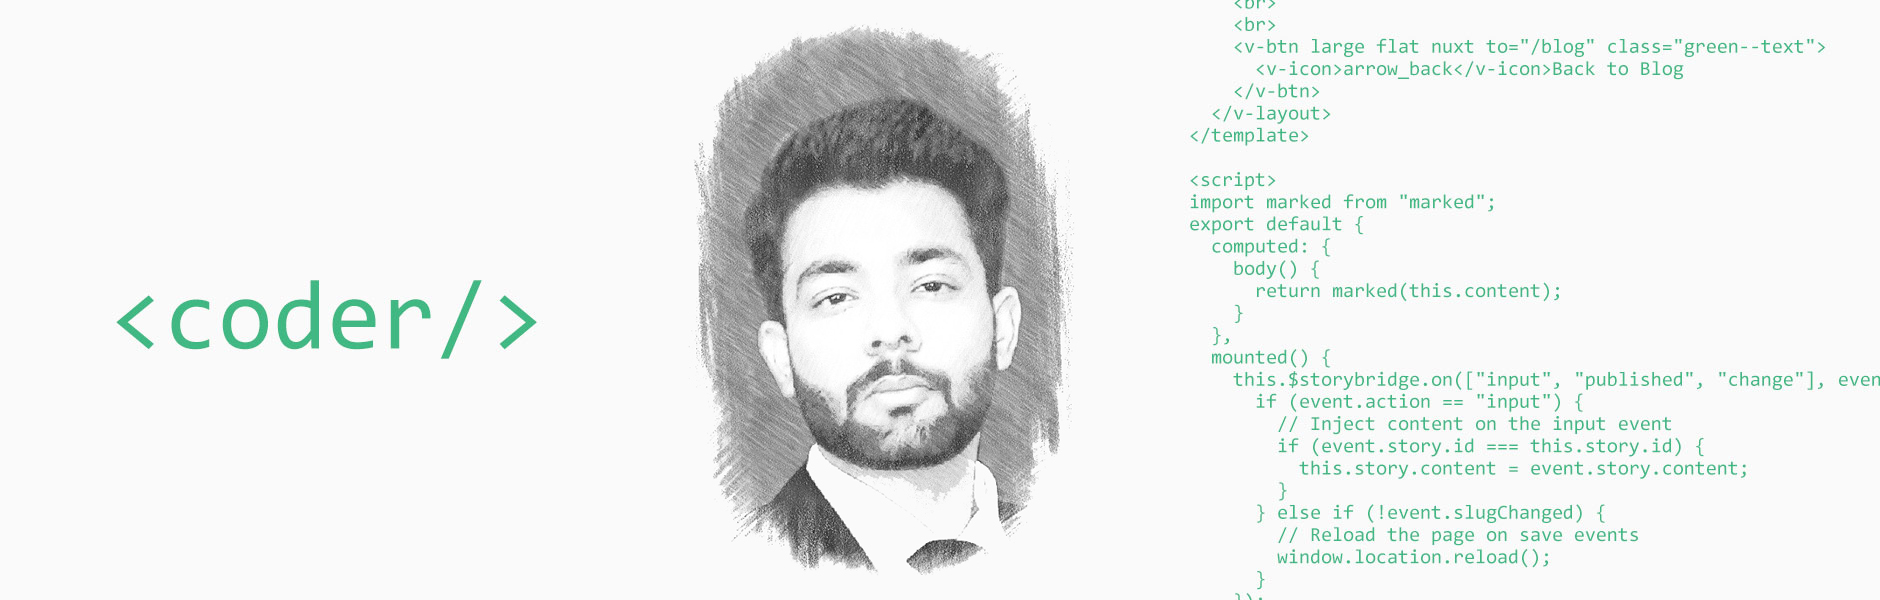 <coder/>
<br>
<br>
<v-btn large flat nuxt to="/blog" class="green--text">
<v-icon>arrow_back</v-icon>Back to Blog
</v-btn>
</v-layout>
</template>
<script>
import marked from "marked";
export default {
computed: {
body() {
return marked(this.content);
}
},
mounted() {
this.$storybridge.on(["input", "published", "change"], even
if (event.action == "input") {
// Inject content on the input event
if (event.story.id === this.story.id) {
this.story.content = event.story.content;
}
} else if (!event.slugChanged) {
// Reload the page on save events
window.location.reload();
}
});